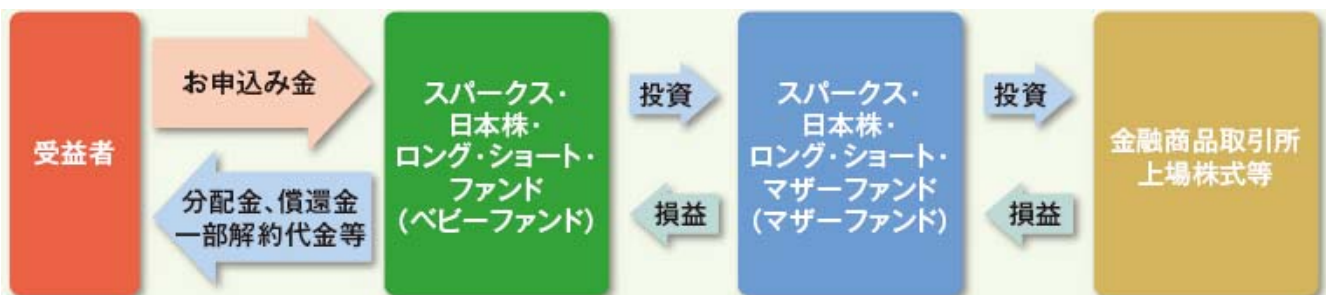 受益者
お申込み金
分配金、償還金
一部解約代金等
スパークス・
日本株・
ロング・ショート・
ファンド
(ベビーファンド)
投資
損益
スパークス・
日本株・
ロング・ショート・
マザーファンド
(マザーファンド)
投資
損益
金融商品取引所
上場株式等